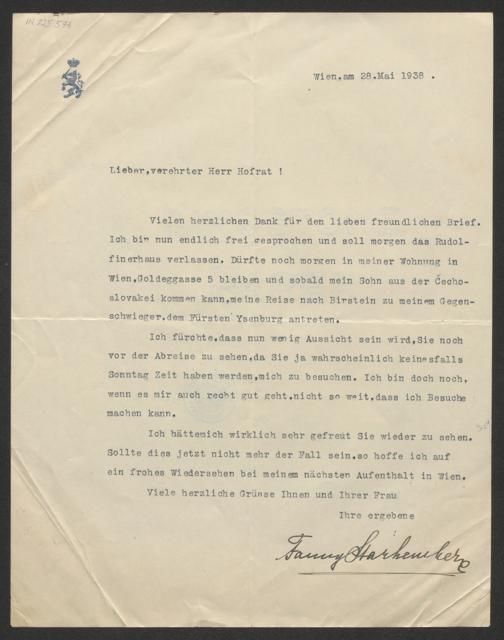 IN 225.571
Wien,am 28.Mai 1938 .
Lieber,verehrter Herr Hofrat !
Vielen herzlichen Dank für den lieben freundlichen Brief.
Ich bin nun endlich frei gesprochen und soll morgen das Rudol-
finerhaus verlassen. Dürfte noch morgen in meiner Wohnung in
Wien,Goldeggasse 5 bleiben und sobald mein Sohn aus der Čecho-
slovakei kommen kann,meine Reise nach Birstein zu meinem Gegen-
schwieger,dem Fürsten Ysenburg antreten.
Ich fürchte,dass nun wenig Aussicht sein wird,Sie noch
vor der Abreise zu sehen,da Sie ja wahrscheinlich keinesfalls
Sonntag Zeit haben werden,mich zu besuchen. Ich bin doch noch,
wenn es mir auch recht gut geht,nicht so weit,dass ich Besuche
machen kann.
Ich hättemich wirklich sehr gefreut Sie wieder zu sehen.
Sollte dies jetzt nicht mehr der Fall sein,so hoffe ich auf
ein frohes Wiedersehen bei meinem nächsten Aufenthalt in Wien.
Viele herzliche Grüsse Ihnen und Ihrer Frau
Ihre ergebene
Fanny Starhemberg